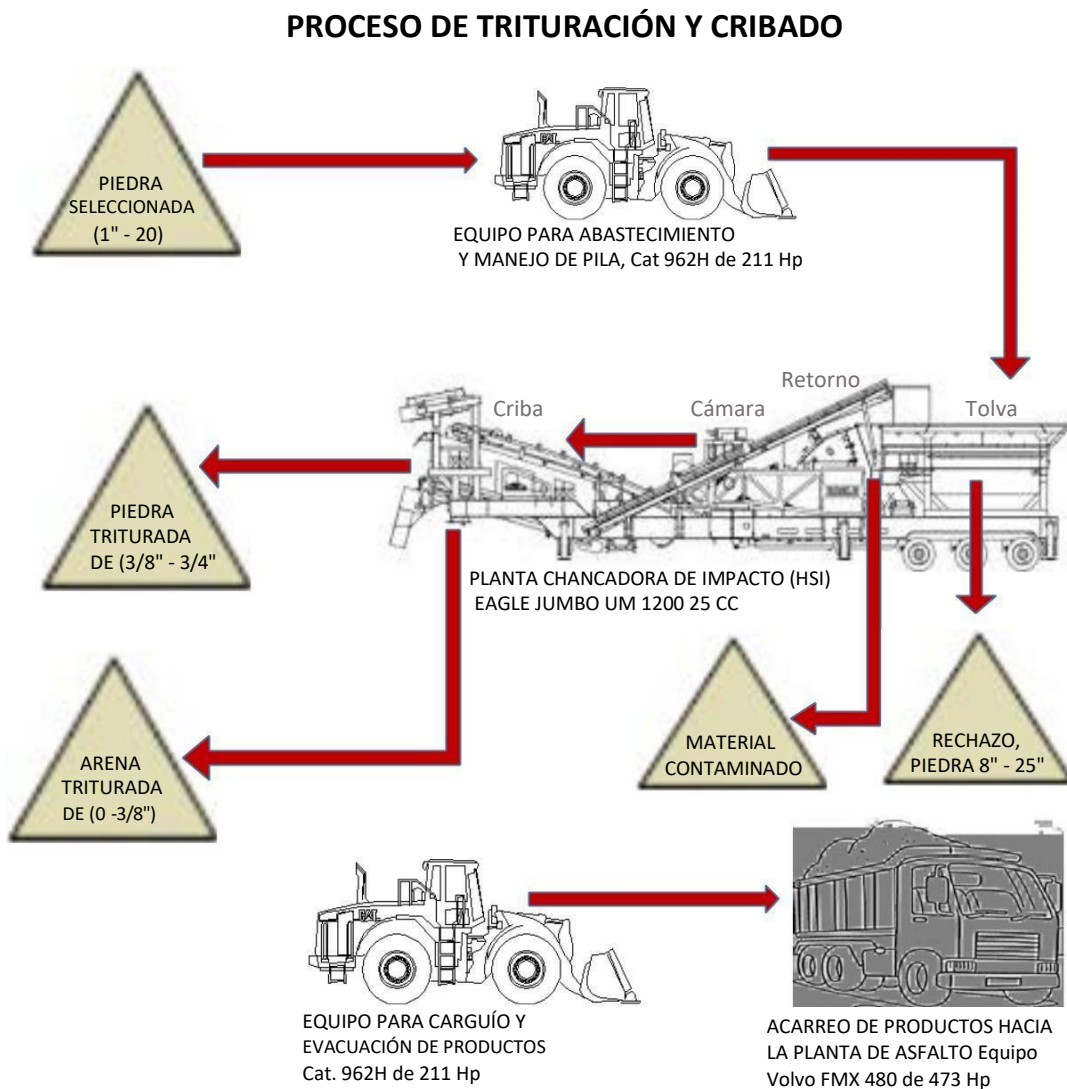 PROCESO DE TRITURACIÓN Y CRIBADO
PIEDRA
SELECCIONADA
(1" - 20)
CAT
EQUIPO PARA ABASTECIMIENTO
Y MANEJO DE PILA, Cat 962H de 211 Hp
Retorno
Criba
Cámara
Tolva
PIEDRA
TRITURADA
DE (3/8" - 3/4"
PLANTA CHANCADORA DE IMPACTO (HSI)
EAGLE JUMBO UM 1200 25 CC
ARENA
TRITURADA
DE (0 -3/8")
MATERIAL
CONTAMINADO
RECHAZO,
PIEDRA 8" - 25"
CAT
EQUIPO PARA CARGUÍO Y
EVACUACIÓN DE PRODUCTOS
Cat. 962H de 211 Hp
ACARREO DE PRODUCTOS HACIA
LA PLANTA DE ASFALTO Equipo
Volvo FMX 480 de 473 Hp